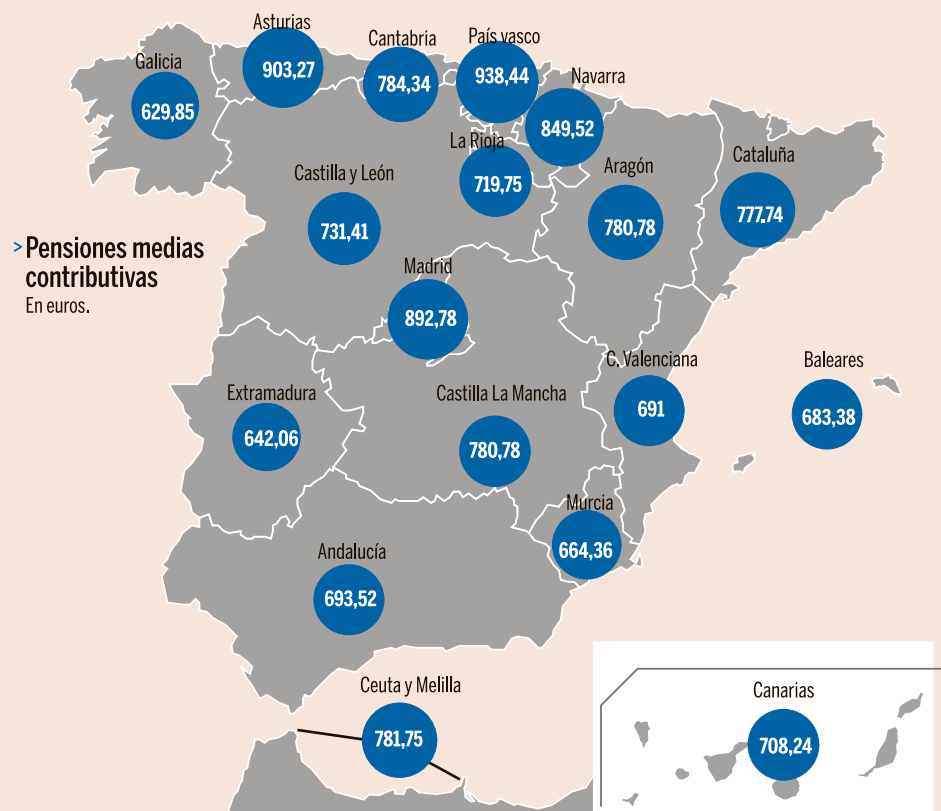 Asturias
903,27
Cantabria
784,34
País vasco
938,44
Galicia
629,85
Navarra
849,52
La Rioja
719,75
Castilla y León
731,41
Aragón
780,78
Cataluña
777.74
> Pensiones medias
contributivas
En euros.
Madrid
892,78
Extremadura
642,06
Castilla La Mancha
780,78
C. Valenciana
691
Baleares
683,38
Murcia
664,36
Andalucía
693,52
Ceuta y Melilla
781,75
Canarias
708,24